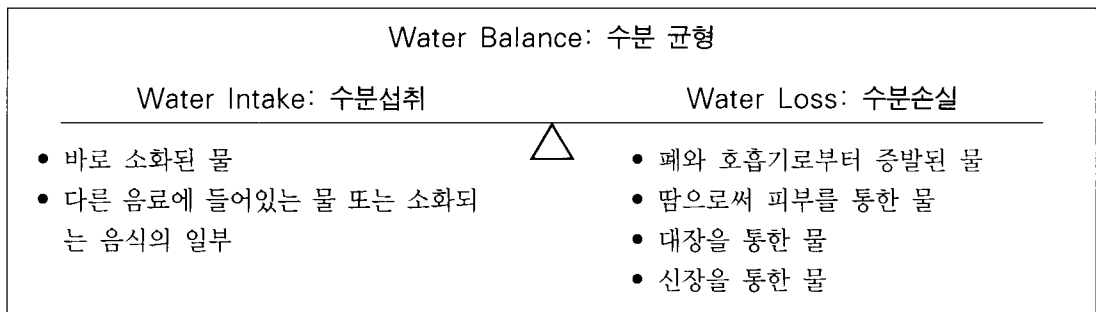 Water Balance: 수분 균형
Water Intake: 수분섭취
• 바로 소화된 물
• 다른 음료에 들어있는 물 또는 소화되
는 음식의 일부
Water Loss: 수분손실
• 폐와 호흡기로부터 증발된 물
• 땀으로써 피부를 통한 물
• 대장을 통한 물
• 신장을 통한 물